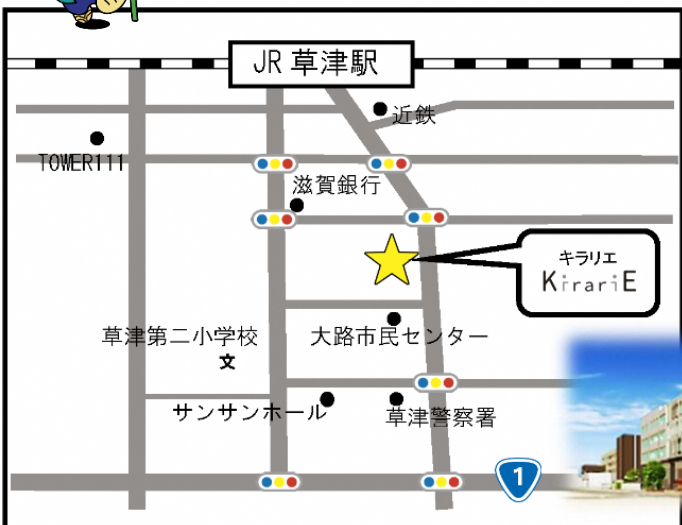 JR 草津駅
近鉄
TOWER111
滋賀銀行
キラリエ
KirariE
草津第二小学校
文
大路市民センター
サンサンホール
草津警察署
1